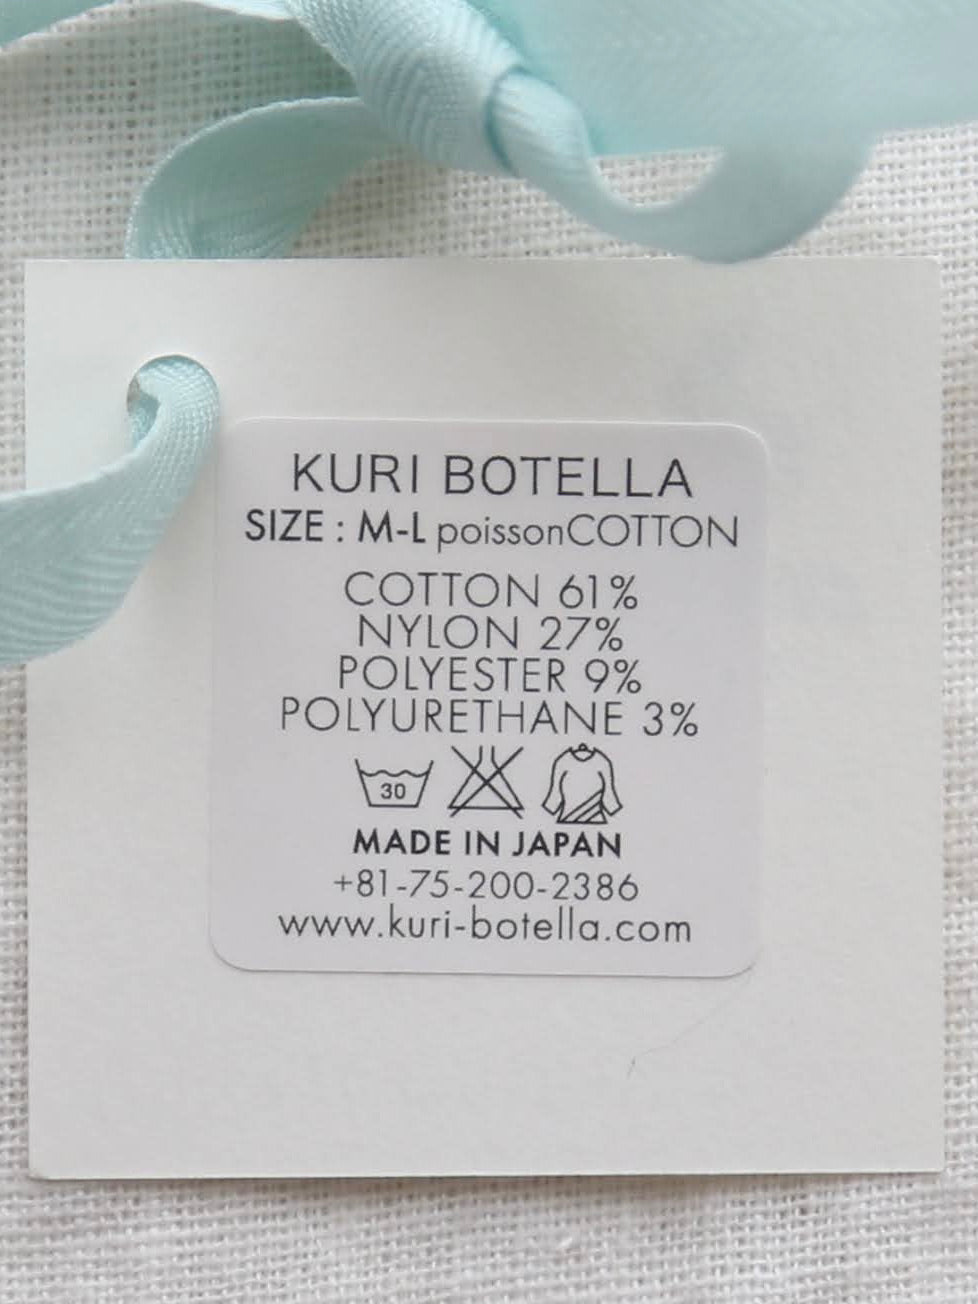 KURI BOTELLA
SIZE : M-L poissonCOTTON
COTTON 61%
NYLON 27%
POLYESTER 9%
POLYURETHANE 3%
30
MADE IN JAPAN
+81-75-200-2386
www.kuri-botella.com